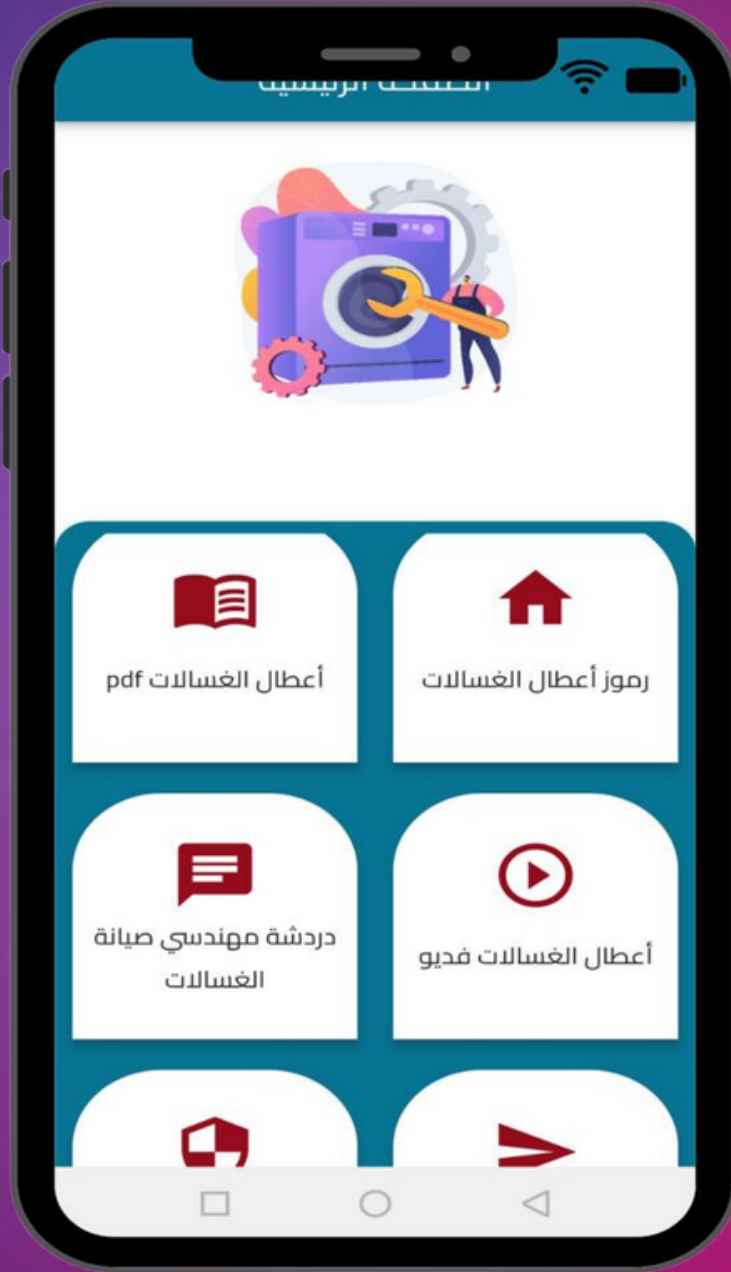 رموز أعطال الغسالات
أعطال الغسالات pdf
أعطال الغسالات فديو
دردشة مهندسي صيانة
الغسالات